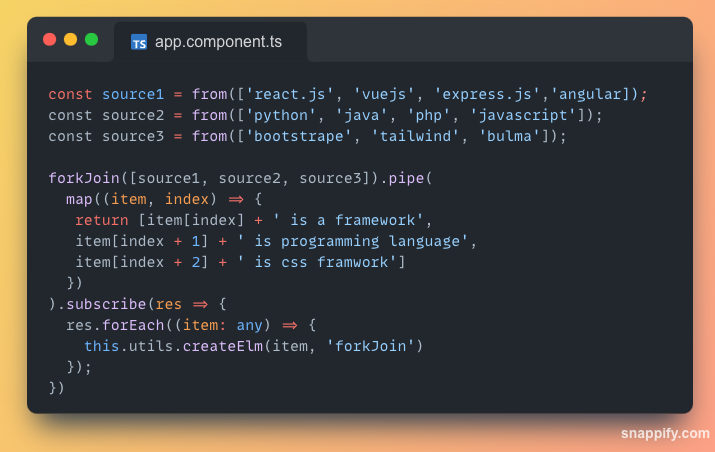 TS app.component.ts
const source1 = from(['react.js', 'vuejs', 'express.js','angular]);
const source2 = from(['python', 'java', 'php', 'javascript']);
const source3 = from(['bootstrape', 'tailwind', 'bulma']);
forkJoin([source1, source2, source3]).pipe(
map((item, index) => {
return [item[index] + ' is a framework',
item[index + 1] + ' is programming language',
item[index + 2] + ' is css framwork']
})
).subscribe(res => {
res.forEach((item: any) => {
this.utils.createElm(item, 'forkJoin')
});
})
snappify.com